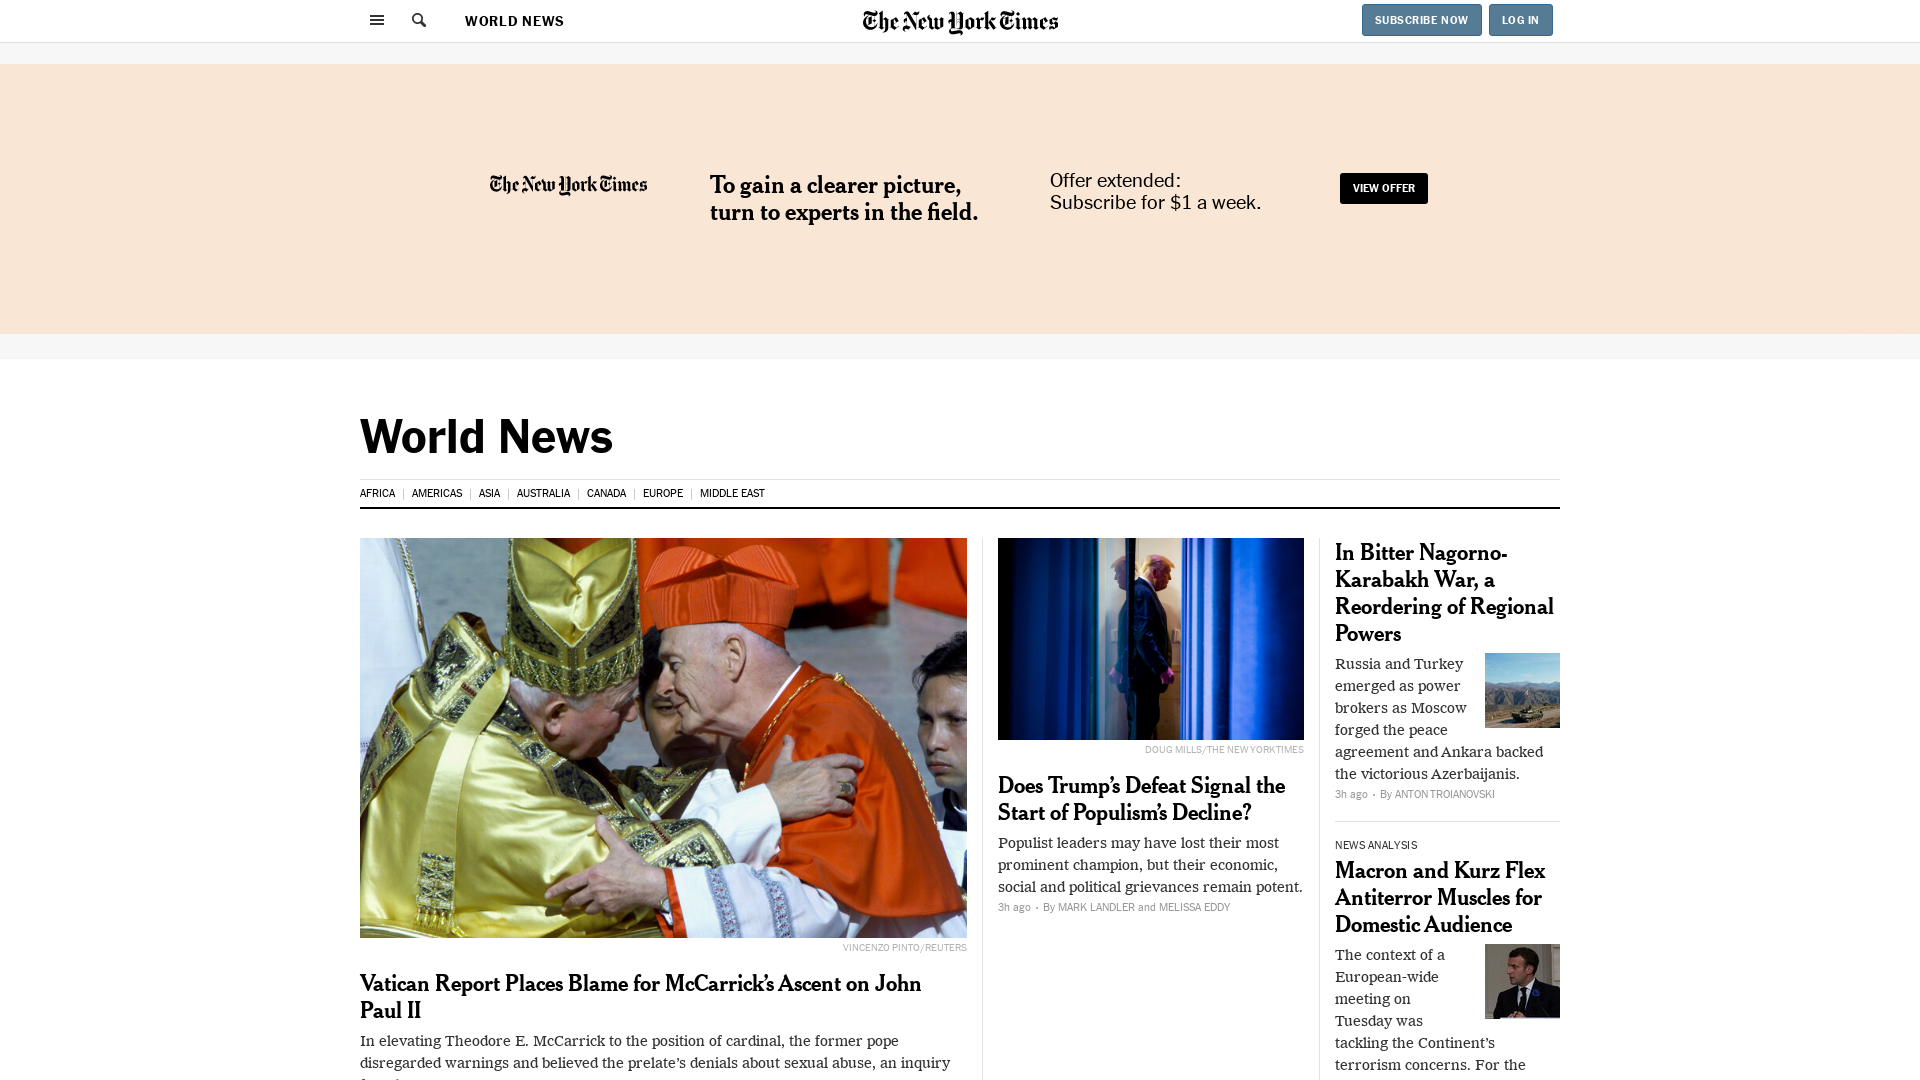 WORLD NEWS
The New York Times
SUBSCRIBE NOW
LOG IN
The New York Times
To gain a clearer picture,
turn to experts in the field.
Offer extended:
Subscribe for $1 a week.
VIEW OFFER
World News
AFRICA
AMERICAS
ASIA
AUSTRALIA
CANADA
EUROPE
MIDDLE EAST
VINCENZO PINTO/REUTERS
Vatican Report Places Blame for McCarrick’s Ascent on John
Paul II
In elevating Theodore E. McCarrick to the position of cardinal, the former pope
disregarded warnings and believed the prelate’s denials about sexual abuse, an inquiry
DOUG MILLS/THE NEW YORK TIMES
Does Trump’s Defeat Signal the
Start of Populism’s Decline?
Populist leaders may have lost their most
prominent champion, but their economic,
social and political grievances remain potent.
3h ago · By MARK LANDLER and MELISSA EDDY
In Bitter Nagorno-
Karabakh War, a
Reordering of Regional
Powers
Russia and Turkey
emerged as power
brokers as Moscow
forged the peace
agreement and Ankara backed
the victorious Azerbaijanis.
3h ago · By ANTON TROIANOVSKI
NEWS ANALYSIS
Macron and Kurz Flex
Antiterror Muscles for
Domestic Audience
The context of a
European-wide
meeting on
Tuesday was
tackling the Continent’s
terrorism concerns. For the